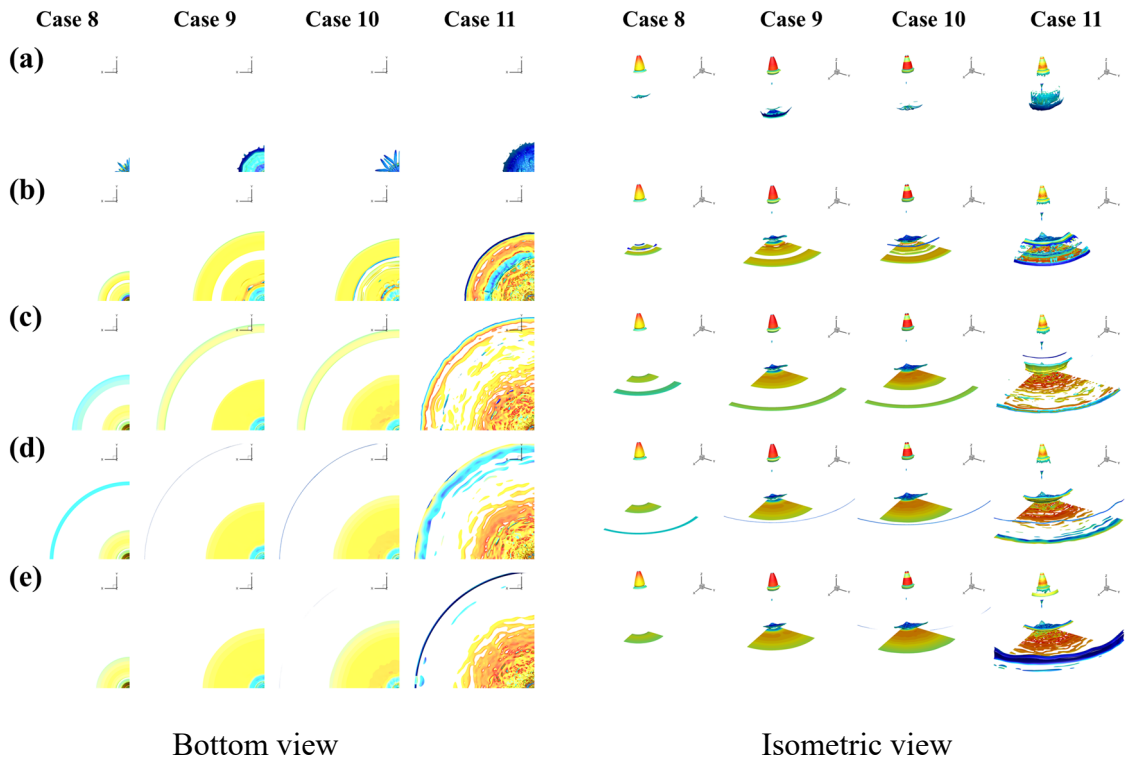 Case 8 Case 9 Case 10 Case 11 Case 8 Case 9 Case 10 Case 11
(a)
(b)
(c)
(d)
(e)
Bottom view Isometric view